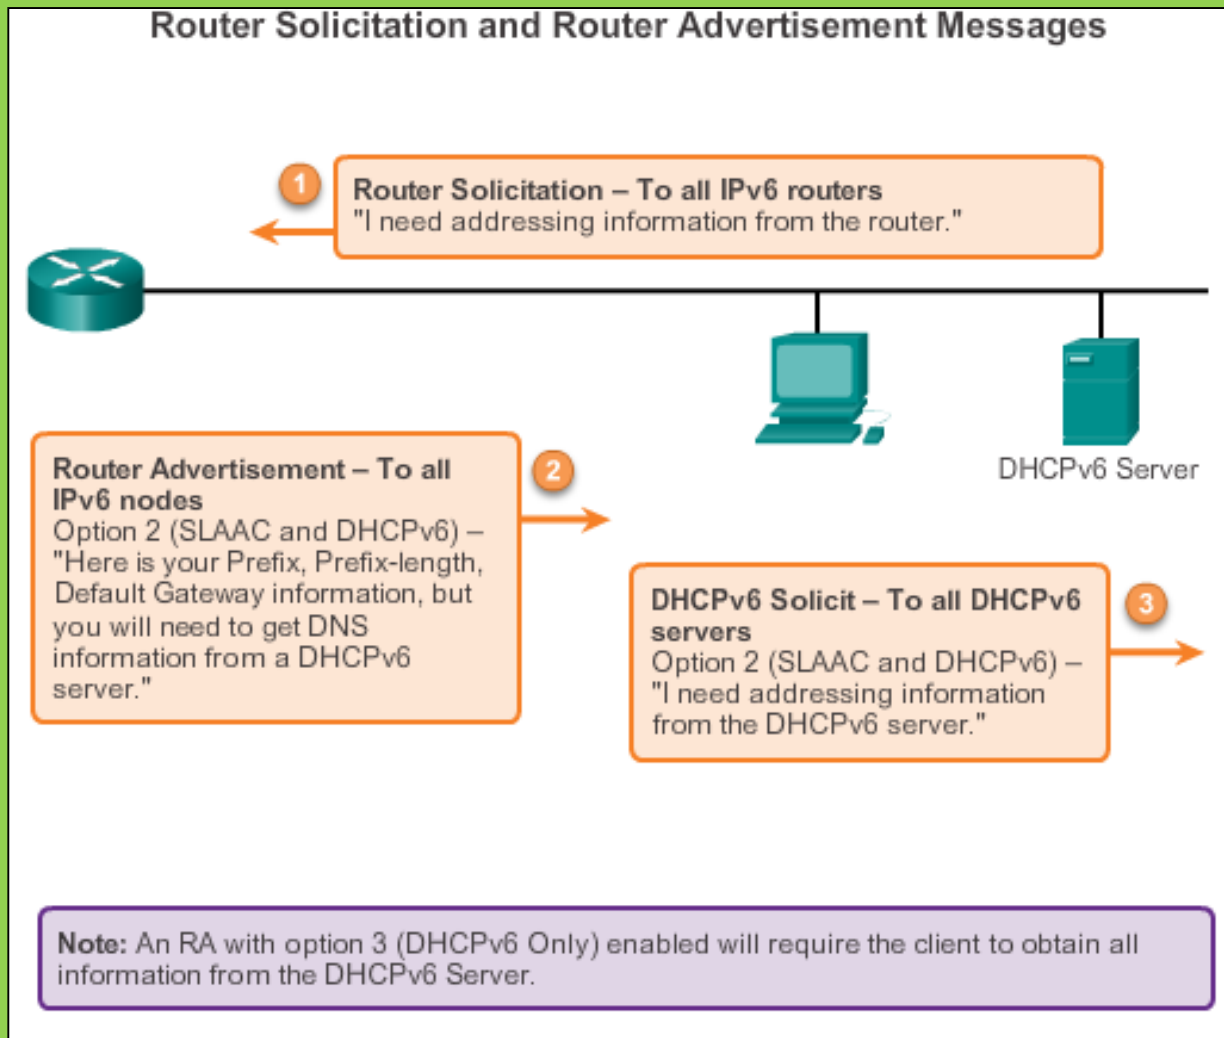 Router Solicitation and Router Advertisement Messages
1
Router Solicitation – To all IPv6 routers
"I need addressing information from the router."
DHCPv6 Server
Router Advertisement – To all
IPv6 nodes
Option 2 (SLAAC and DHCPv6) –
"Here is your Prefix, Prefix-length,
Default Gateway information, but
you will need to get DNS
information from a DHCPv6
server."
2
DHCPv6 Solicit – To all DHCPv6
servers
Option 2 (SLAAC and DHCPv6) –
"I need addressing information
from the DHCPv6 server."
3
Note: An RA with option 3 (DHCPv6 Only) enabled will require the client to obtain all
information from the DHCPv6 Server.